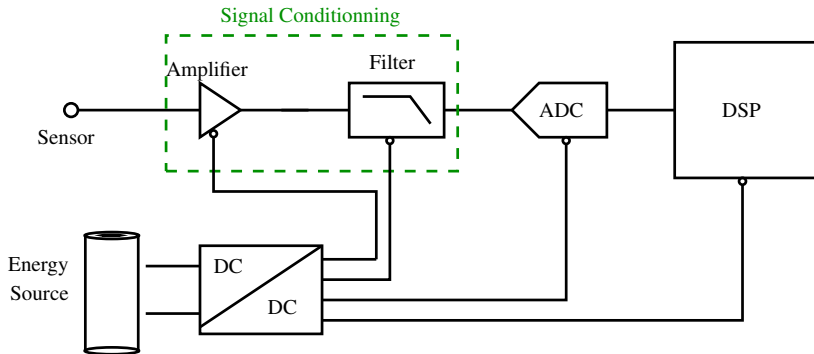 Signal Conditionning
Amplifier
Filter
Sensor
ADC
DSP
Energy
Source
DC
DC